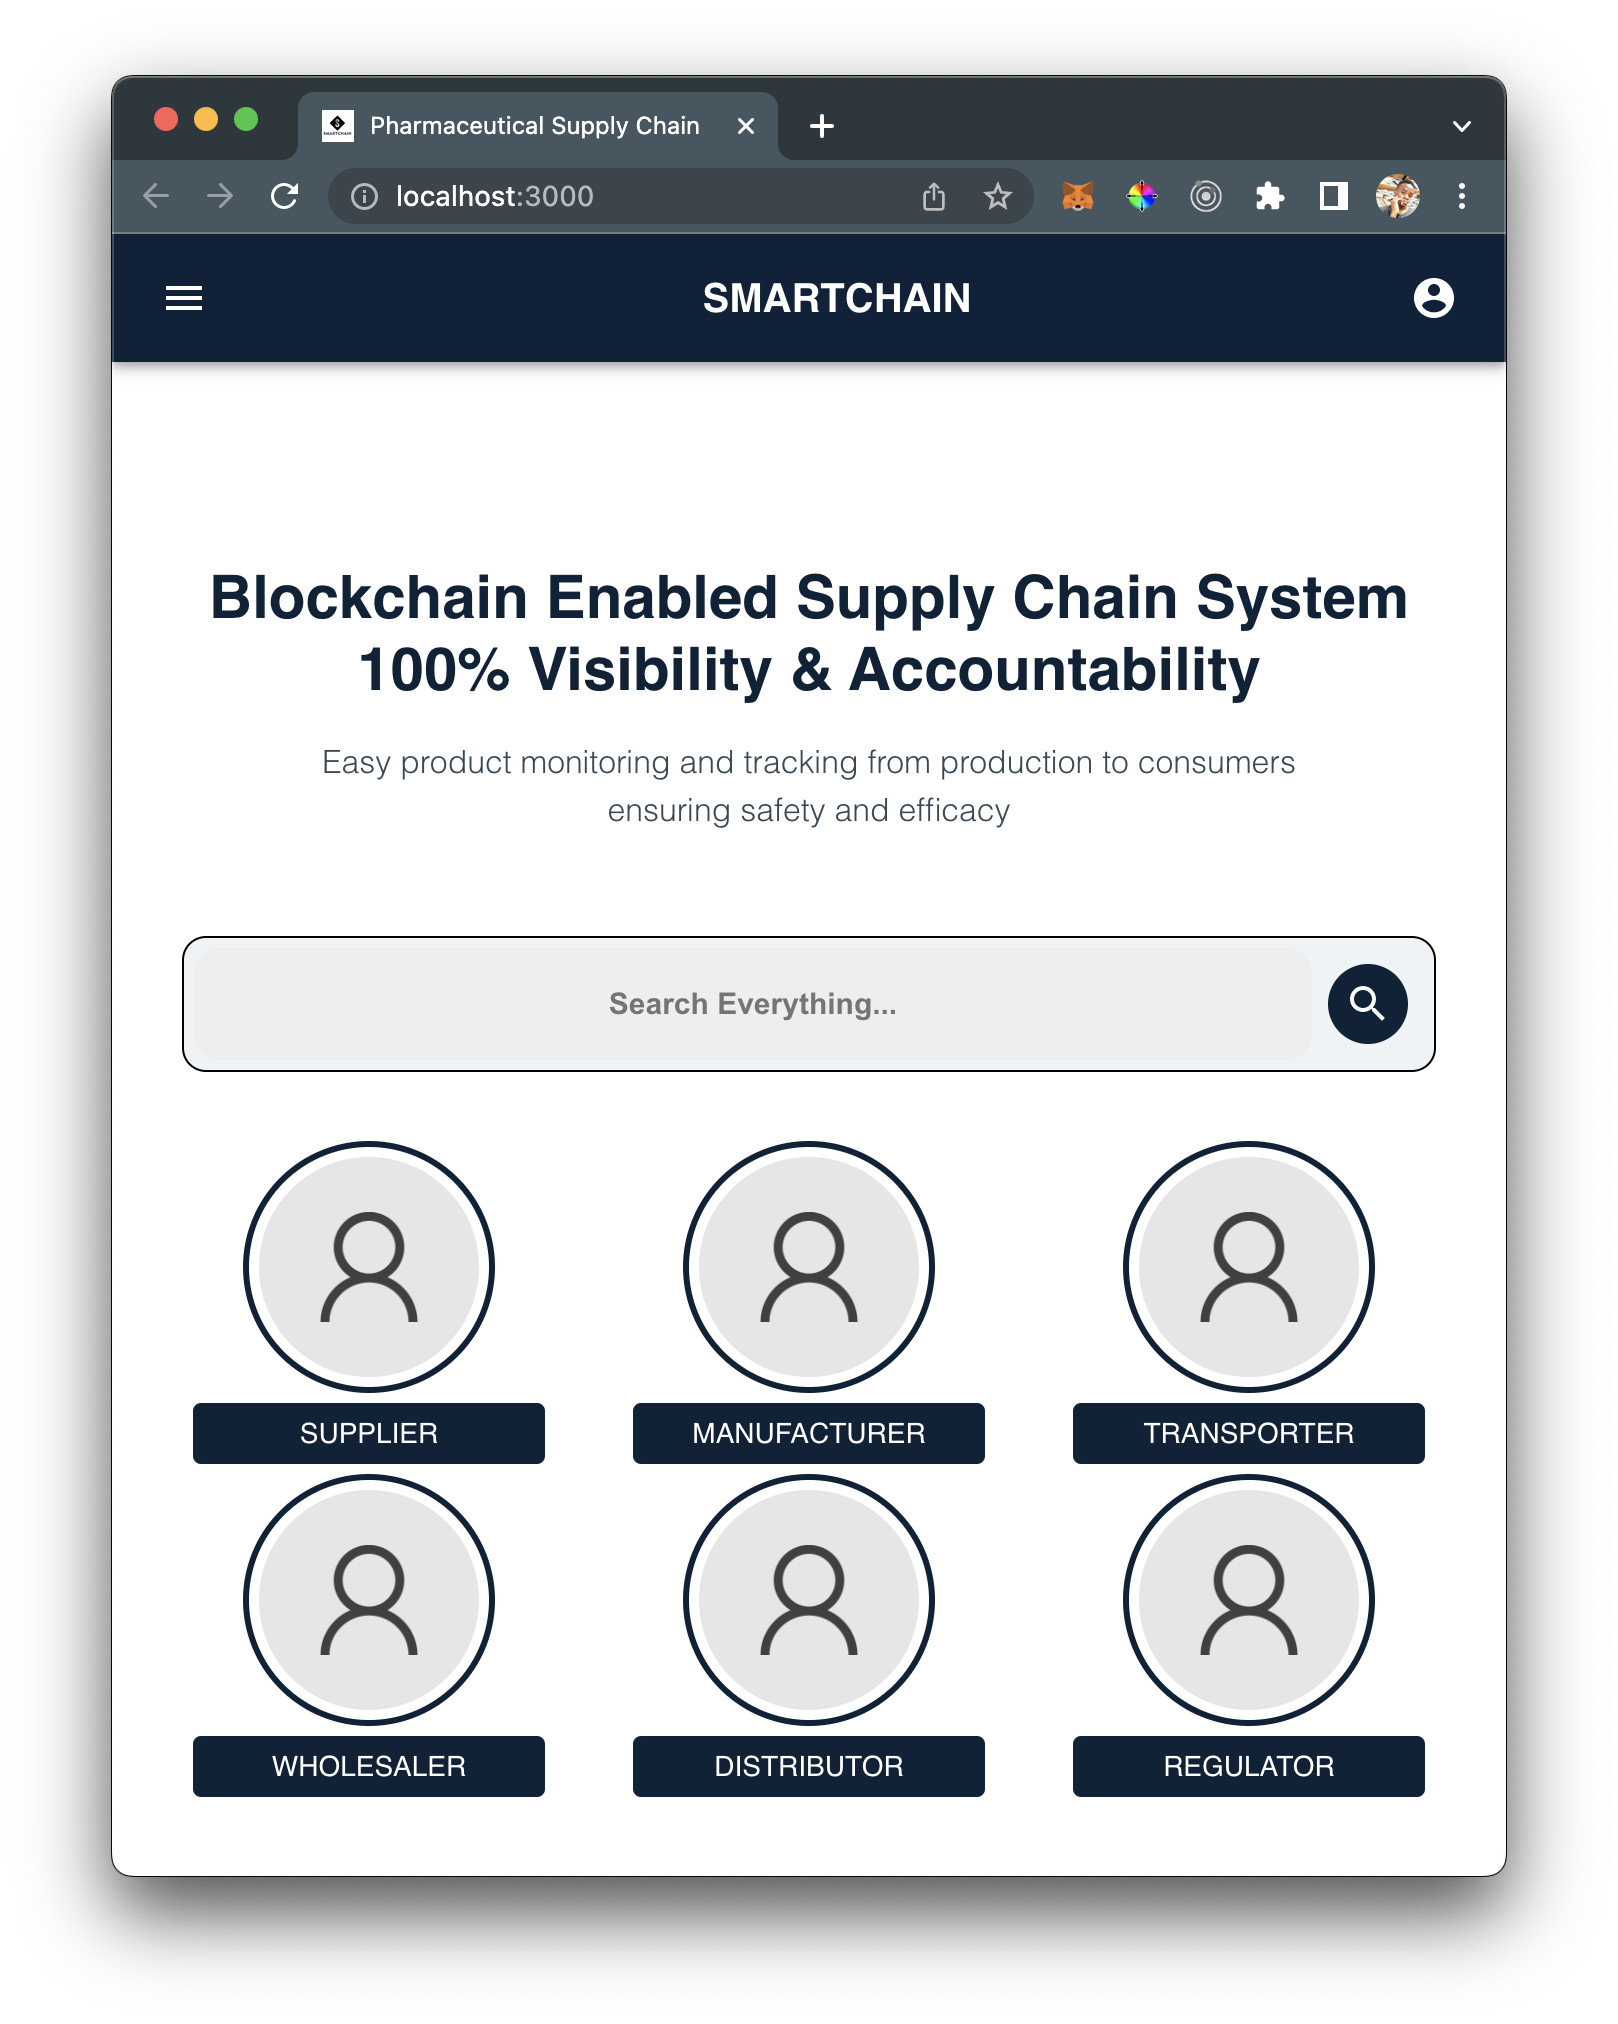 Pharmaceutical Supply Chain
localhost:3000
SMARTCHAIN
Blockchain Enabled Supply Chain System
100% Visibility & Accountability
Easy product monitoring and tracking from production to consumers
ensuring safety and efficacy
Search Everything...
SUPPLIER
MANUFACTURER
TRANSPORTER
WHOLESALER
DISTRIBUTOR
REGULATOR